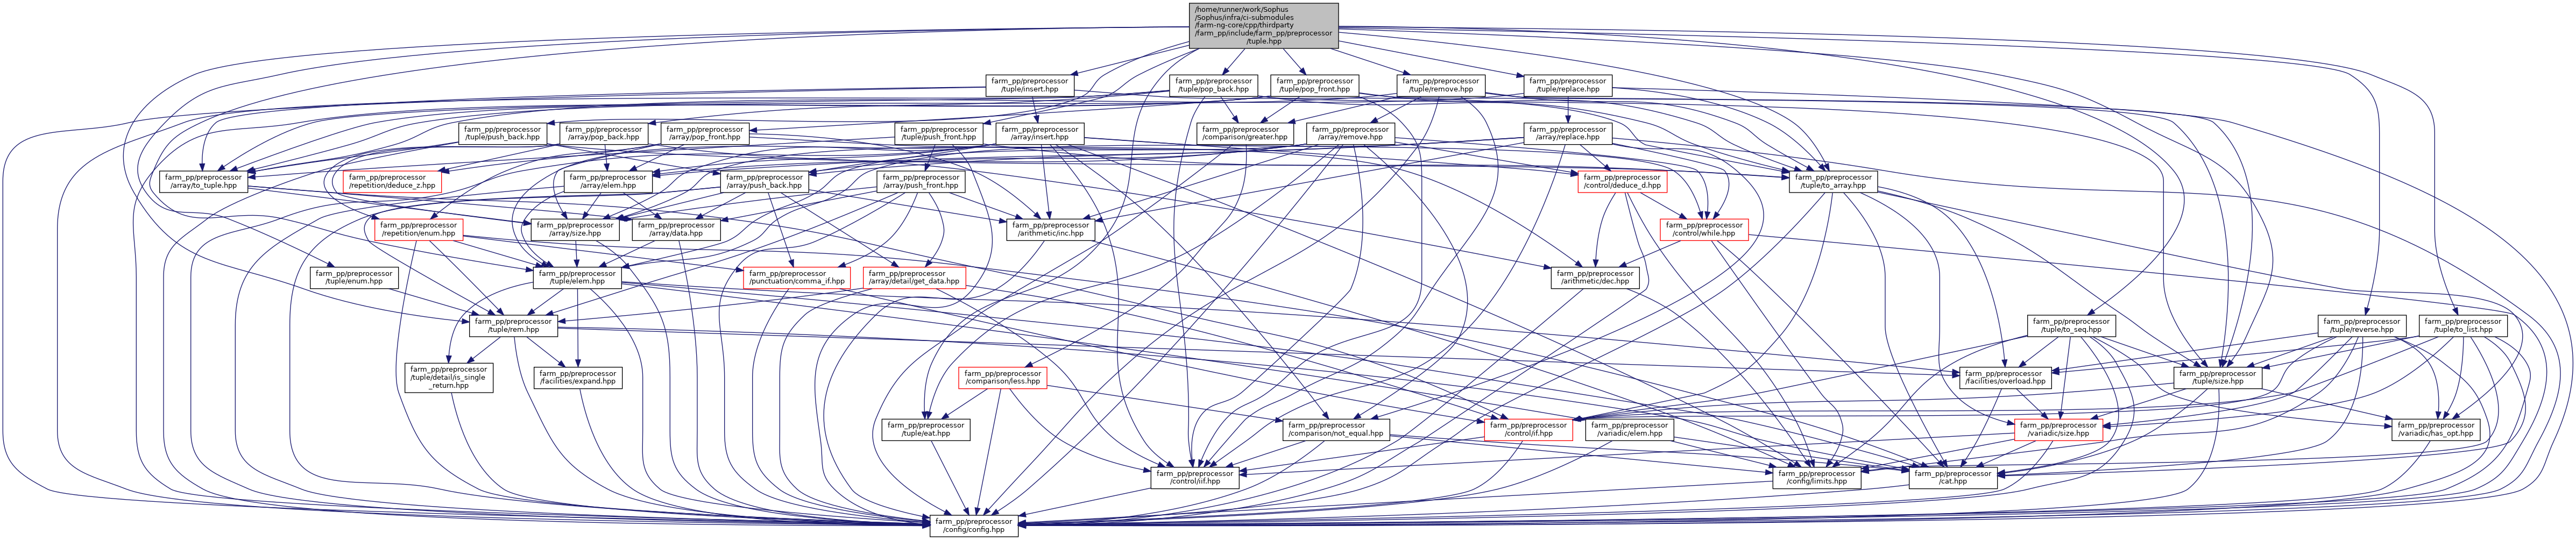 /home/runner/work/Sophus
/Sophus/infra/ci-submodules
/farm-ng-core/cpp/thirdparty
/farm_pp/include/farm_pp/preprocessor
/tuple.hpp
farm_pp/preprocessor
/tuple/insert.hpp
farm_pp/preprocessor
/tuple/pop_back.hpp
farm_pp/preprocessor
/tuple/pop_front.hpp
farm_pp/preprocessor
/tuple/remove.hpp
farm_pp/preprocessor
/tuple/replace.hpp
farm_pp/preprocessor
/tuple/push_back.hpp
farm_pp/preprocessor
/array/pop_back.hpp
farm_pp/preprocessor
/array/pop_front.hpp
farm_pp/preprocessor
/tuple/push_front.hpp
farm_pp/preprocessor
/array/insert.hpp
farm_pp/preprocessor
/comparison/greater.hpp
farm_pp/preprocessor
/array/remove.hpp
farm_pp/preprocessor
/array/replace.hpp
farm_pp/preprocessor
/array/to_tuple.hpp
farm_pp/preprocessor
/repetition/deduce_z.hpp
farm_pp/preprocessor
/array/elem.hpp
farm_pp/preprocessor
/array/push_back.hpp
farm_pp/preprocessor
/array/push_front.hpp
farm_pp/preprocessor
/control/deduce_d.hpp
farm_pp/preprocessor
/tuple/to_array.hpp
farm_pp/preprocessor
/repetition/enum.hpp
farm_pp/preprocessor
/array/size.hpp
farm_pp/preprocessor
/array/data.hpp
farm_pp/preprocessor
/arithmetic/inc.hpp
farm_pp/preprocessor
/control/while.hpp
farm_pp/preprocessor
/tuple/enum.hpp
farm_pp/preprocessor
/tuple/elem.hpp
farm_pp/preprocessor
/punctuation/comma_if.hpp
farm_pp/preprocessor
/array/detail/get_data.hpp
farm_pp/preprocessor
/arithmetic/dec.hpp
farm_pp/preprocessor
/tuple/rem.hpp
farm_pp/preprocessor
/tuple/to_seq.hpp
farm_pp/preprocessor
/tuple/reverse.hpp
farm_pp/preprocessor
/tuple/to_list.hpp
farm_pp/preprocessor
/tuple/detail/is_single
_return.hpp
farm_pp/preprocessor
/facilities/expand.hpp
farm_pp/preprocessor
/comparison/less.hpp
farm_pp/preprocessor
/facilities/overload.hpp
farm_pp/preprocessor
/tuple/size.hpp
farm_pp/preprocessor
/tuple/eat.hpp
farm_pp/preprocessor
/comparison/not_equal.hpp
farm_pp/preprocessor
/control/if.hpp
farm_pp/preprocessor
/variadic/elem.hpp
farm_pp/preprocessor
/variadic/size.hpp
farm_pp/preprocessor
/variadic/has_opt.hpp
farm_pp/preprocessor
/control/iif.hpp
farm_pp/preprocessor
/config/limits.hpp
farm_pp/preprocessor
/cat.hpp
farm_pp/preprocessor
/config/config.hpp